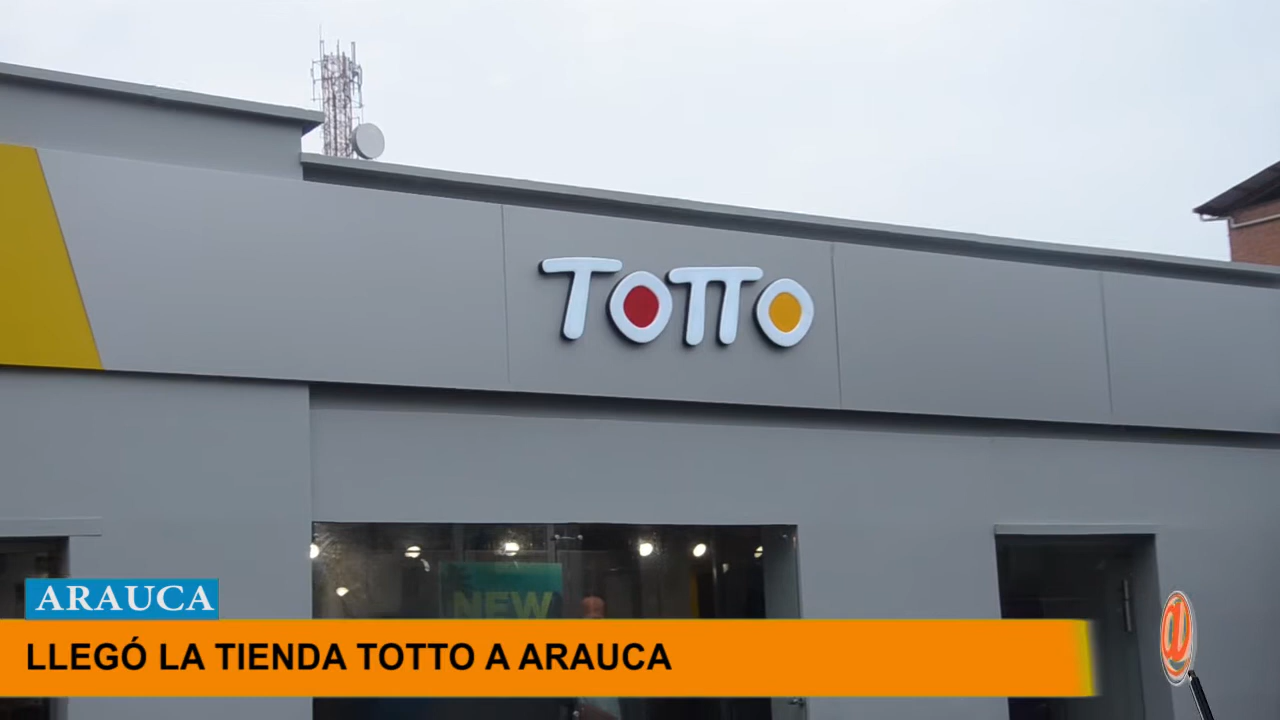 TOTTO
NEW
ARAUCA
LLEGÓ LA TIENDA TOTTO A ARAUCA
@